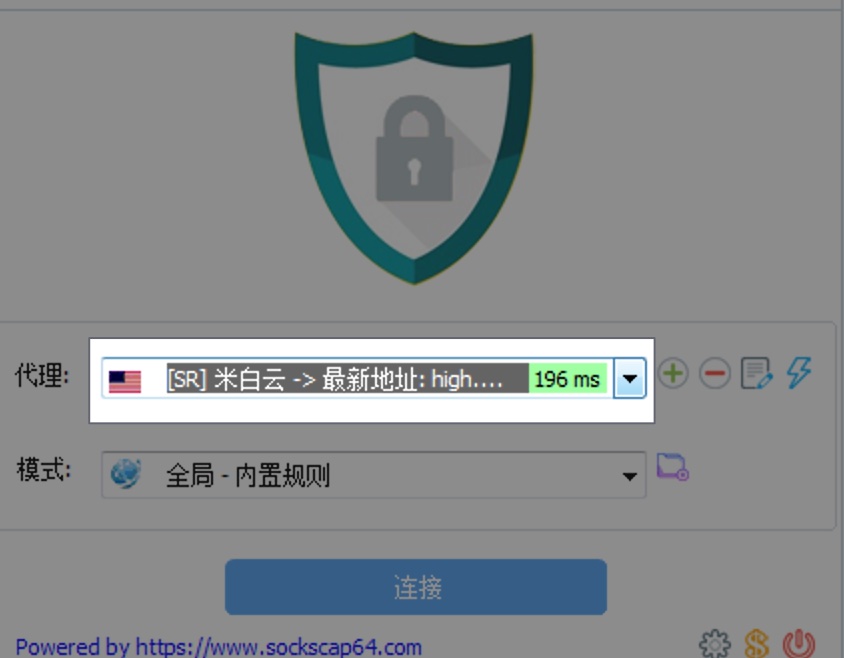 代理:
[SR] 米白云 -> 最新地址: high....
196 ms
模式:
全局 - 内置规则
连接
Powered by https://www.sockscap64.com